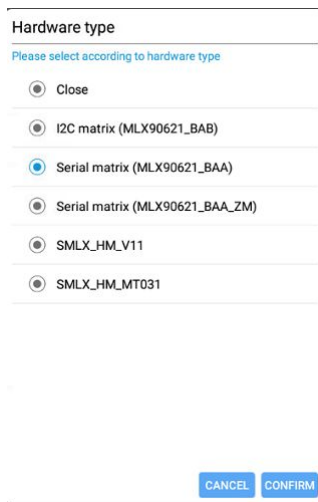 Hardware type
Please select according to hardware type
Close
I2C matrix (MLX90621_BAB)
Serial matrix (MLX90621_BAA)
Serial matrix (MLX90621_BAA_ZM)
SMLX_HM_V11
SMLX_HM_MT031
CANCEL CONFIRM